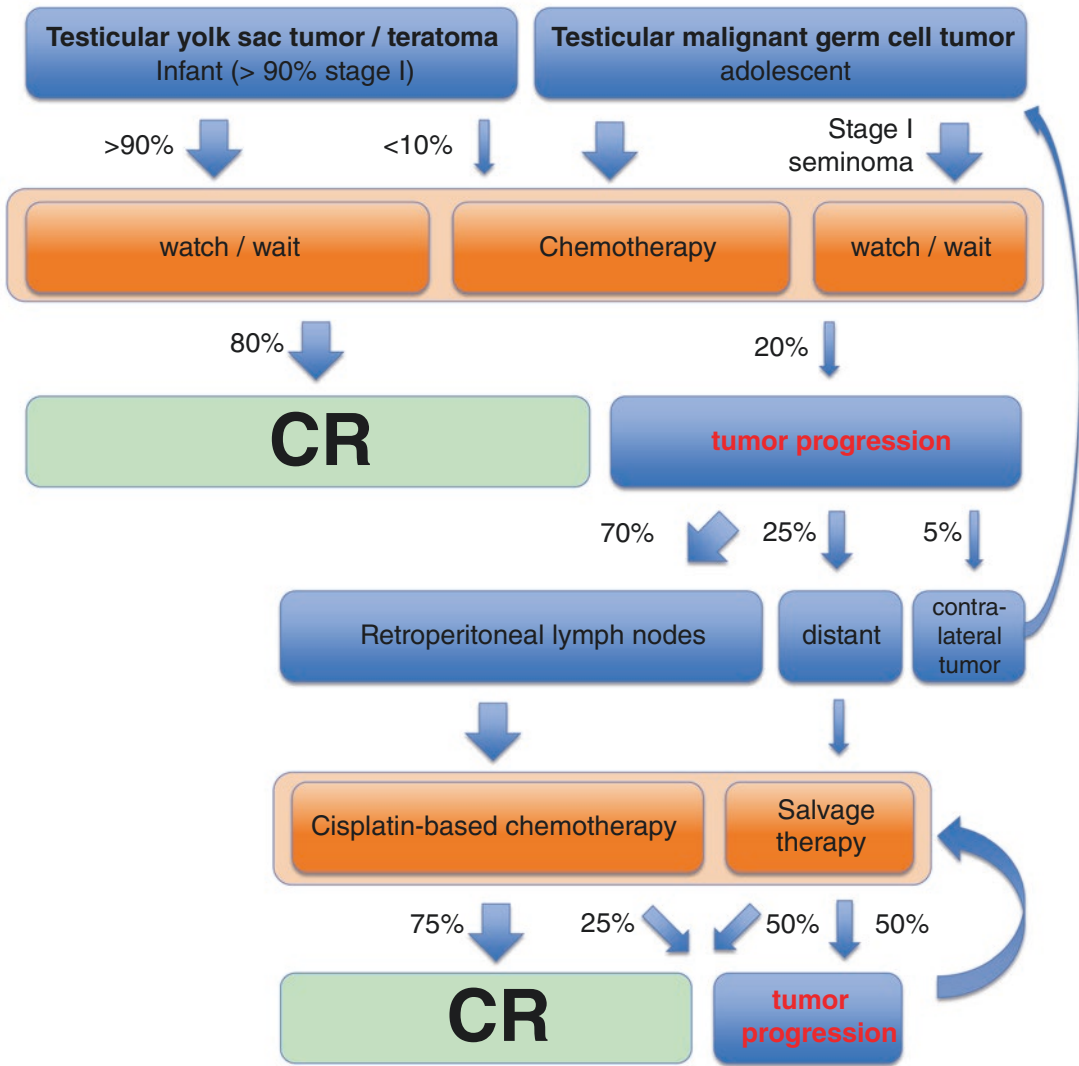 Testicular yolk sac tumor / teratoma
Infant (> 90% stage I)
Testicular malignant germ cell tumor
adolescent
>90%
<10%
Stage I
seminoma
watch / wait
Chemotherapy
watch / wait
80%
20%
CR
tumor progression
70%
25%
5%
Retroperitoneal lymph nodes
distant
contra-
lateral
tumor
Cisplatin-based chemotherapy
Salvage
therapy
75%
25%
50%
50%
CR
tumor
progression